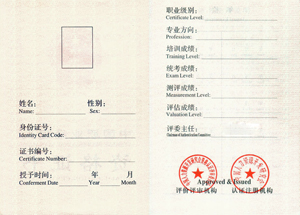 姓名: 性别:
Name: Sex:
身份证号:
Identity Card Code:
证书编号:
Certificate Number:
授予时间: 年 月
Conferment Date Year Month
职业级别:
Certificate Level:
专业方向:
Profession:
培训成绩:
Training Level:
统考成绩:
Exam Level:
测评成绩:
Measurement Level:
评估成绩:
Valuation Level:
评委主任:
Approved & Issued
评价评审机构 认证注册机构